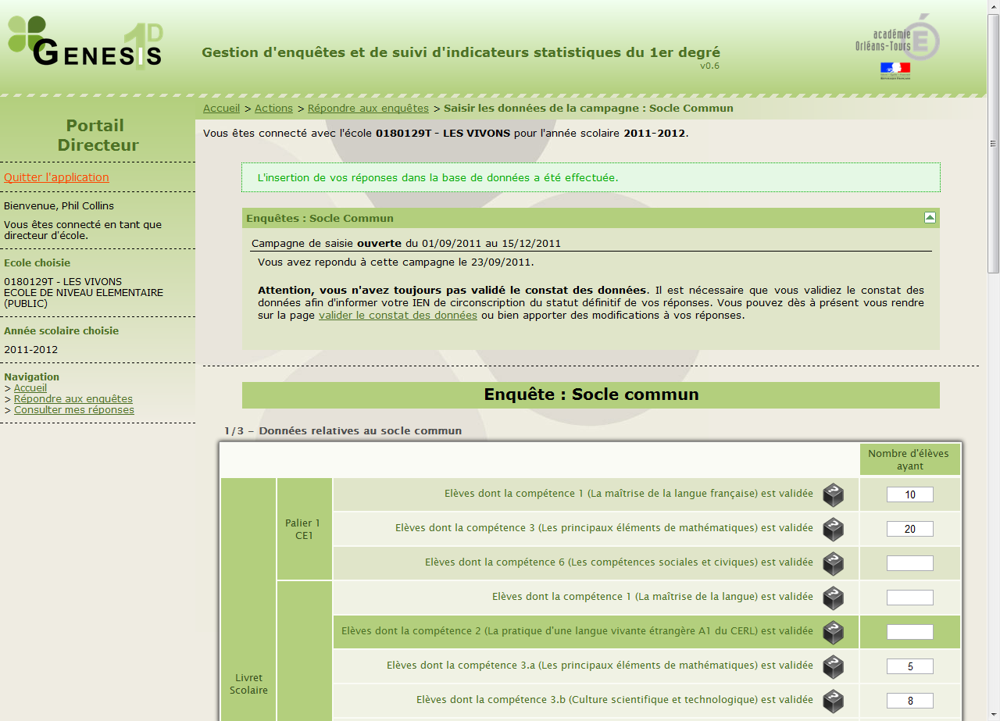 GENESIS 1D
Gestion d'enquêtes et de suivi d'indicateurs statistiques du 1er degré
v0.6
académie
Orléans-Tours
Accueil > Actions > Répondre aux enquêtes > Saisir les données de la campagne : Socle Commun
Portail
Directeur
Quitter l'application
Bienvenue, Phil Collins
Vous êtes connecté en tant que
directeur d'école.
Ecole choisie
0180129T - LES VIVONS
ECOLE DE NIVEAU ELEMENTAIRE
(PUBLIC)
Année scolaire choisie
2011-2012
Navigation
> Accueil
> Répondre aux enquêtes
> Consulter mes réponses
Vous êtes connecté avec l'école 0180129T - LES VIVONS pour l'année scolaire 2011-2012.
L'insertion de vos réponses dans la base de données a été effectuée.
Enquêtes : Socle Commun
Campagne de saisie ouverte du 01/09/2011 au 15/12/2011
Vous avez repondu à cette campagne le 23/09/2011.
Attention, vous n'avez toujours pas validé le constat des données. Il est nécessaire que vous validiez le constat des
données afin d'informer votre IEN de circonscription du statut définitif de vos réponses. Vous pouvez dès à présent vous rendre
sur la page valider le constat des données ou bien apporter des modifications à vos réponses.
Enquête : Socle commun
1/3 – Données relatives au socle commun
Nombre d'élèves
ayant
Livret
Scolaire
Palier 1
CE1
Elèves dont la compétence 1 (La maîtrise de la langue française) est validée ? 10
Elèves dont la compétence 3 (Les principaux éléments de mathématiques) est validée ? 20
Elèves dont la compétence 6 (Les compétences sociales et civiques) est validée ?
Elèves dont la compétence 1 (La maîtrise de la langue) est validée ?
Elèves dont la compétence 2 (La pratique d'une langue vivante étrangère A1 du CERL) est validée ?
Elèves dont la compétence 3.a (Les principaux éléments de mathématiques) est validée ? 5
Elèves dont la compétence 3.b (Culture scientifique et technologique) est validée ? 8